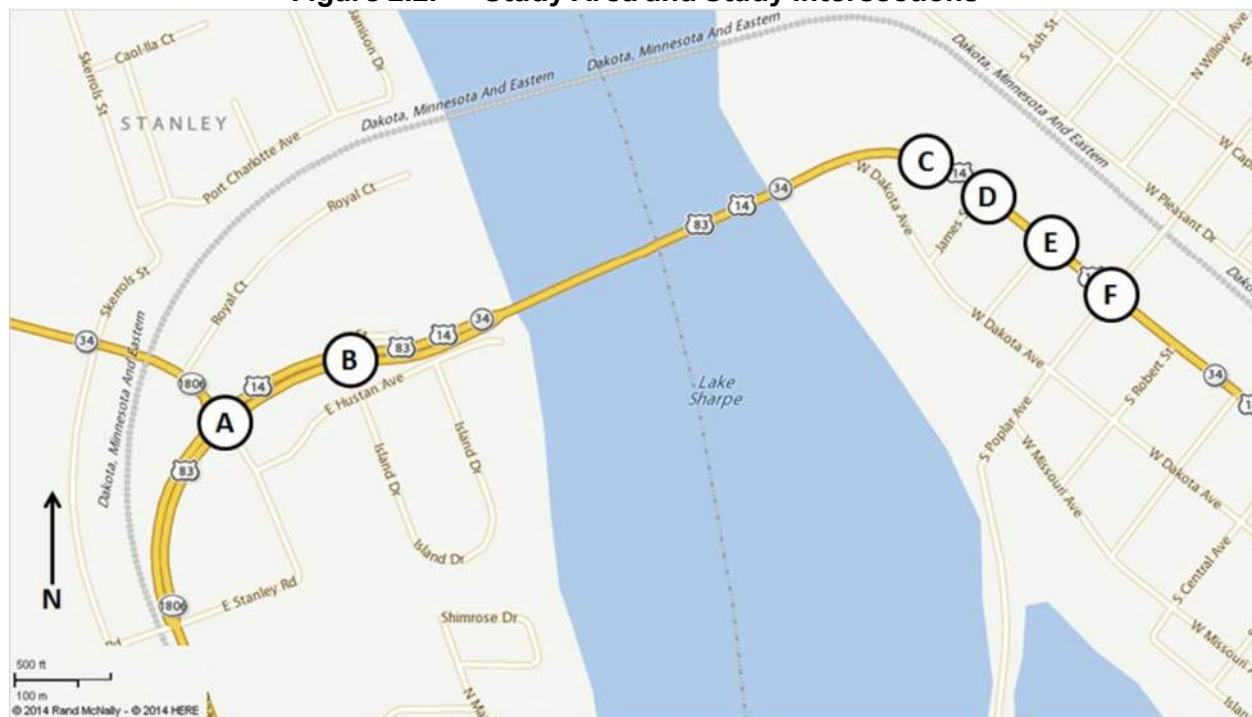 Figure 2.2. Study Area and Study Intersections
Skerrols St
Caol-Ila Ct
STANLEY
Port Charlotte Ave
Dakota, Minnesota And Eastern
Dakota, Minnesota And Eastern
Dakota, Minnesota And Eastern
S Ash St
N Willow Ave
W Pleasant Dr
Royal Ct
Royal Ct
Skerrols St
Dakota, Minnesota And Eastern
34
1806
14
A
83
B
83
14
34
E Hustan Ave
Island Dr
Island Dr
Island Dr
1806
E Stanley Rd
Shimrose Dr
83
14
34
Lake
Sharpe
C
14
D
E
F
W Dakota Ave
W Dakota Ave
W Dakota Ave
34
S Robert St
S Poplar Ave
W Missouri Ave
S Central Ave
N
500 ft
100 m
© 2014 Rand McNally - © 2014 HERE